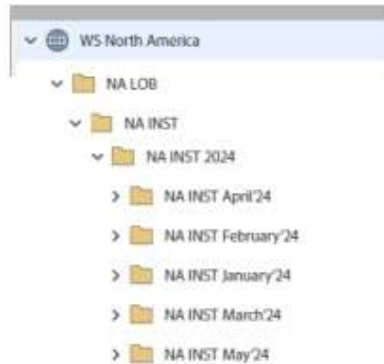 WS North America
NA LOB
NA INST
NA INST 2024
NA INST April'24
NA INST February'24
NA INST January'24
NA INST March'24
NA INST May'24